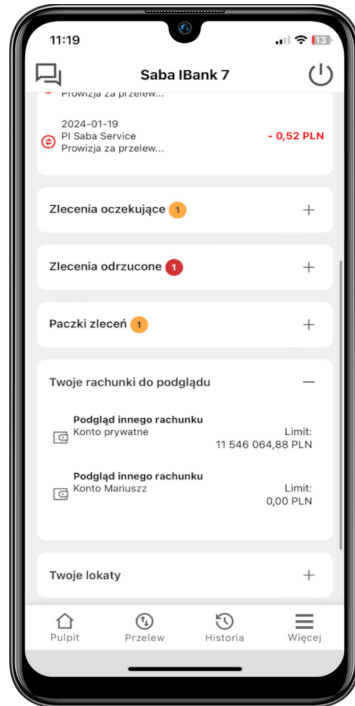 11:19
13
Saba IBank 7
Prowizja za przelew...
2024-01-19
PI Saba Service
- 0,52 PLN
Prowizja za przelew...
Zlecenia oczekujące 1
Zlecenia odrzucone 1
Paczki zleceń 1
Twoje rachunki do podglądu
Podgląd innego rachunku
Konto prywatne
Limit:
11 546 064,88 PLN
Podgląd innego rachunku
Konto Mariuszz
Limit:
0,00 PLN
Twoje lokaty
Pulpit Przelew Historia Więcej